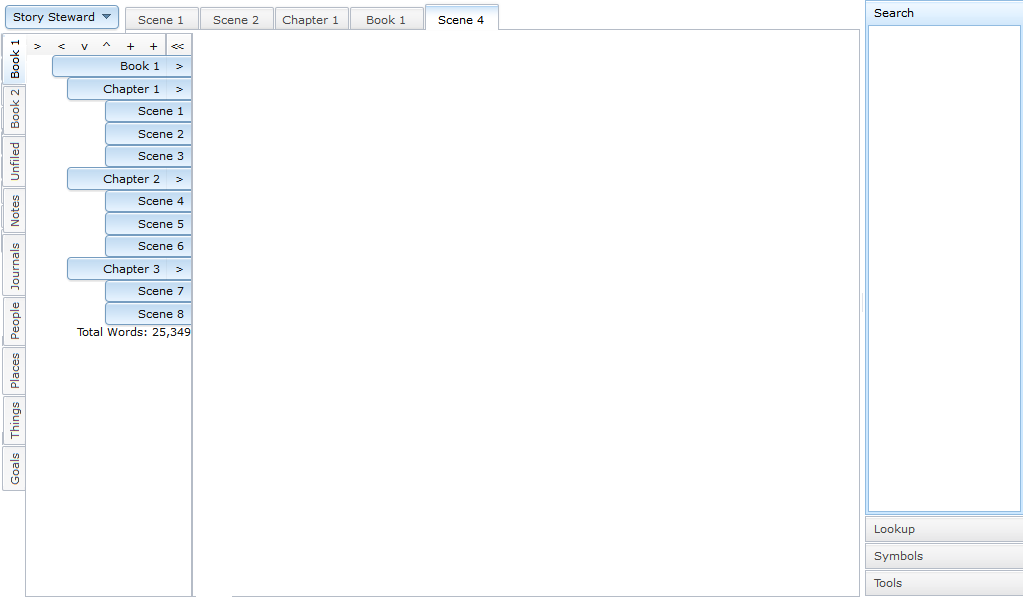 Story Steward
Scene 1
Scene 2
Chapter 1
Book 1
Scene 4
Book 1
Book 2
Unfiled
Notes
Journals
People
Places
Things
Goals
> < v ^ + + <<
Book 1 >
Chapter 1 >
Scene 1
Scene 2
Scene 3
Chapter 2 >
Scene 4
Scene 5
Scene 6
Chapter 3 >
Scene 7
Scene 8
Total Words: 25,349
Search
Lookup
Symbols
Tools